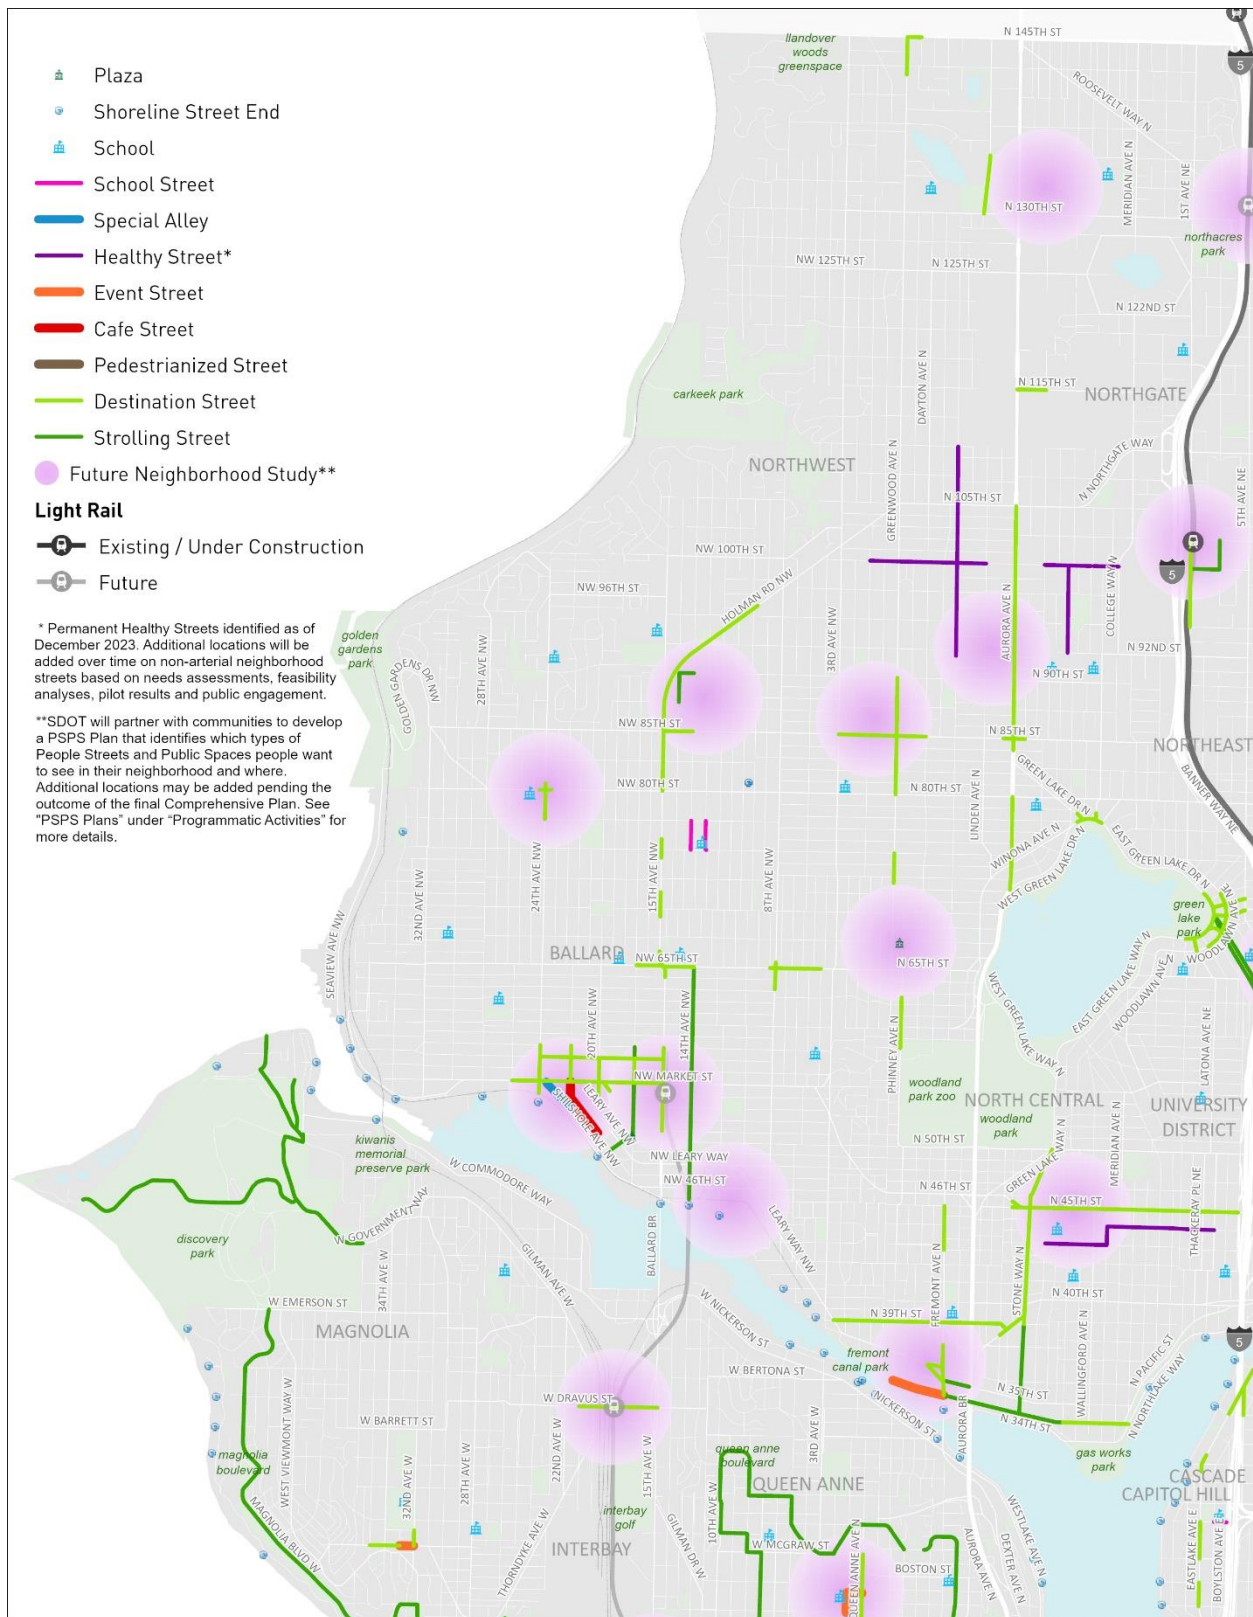 Plaza
Shoreline Street End
School
School Street
Special Alley
Healthy Street*
Event Street
Cafe Street
Pedestrianized Street
Destination Street
Strolling Street
Future Neighborhood Study**
Light Rail
Existing / Under Construction
Future
* Permanent Healthy Streets identified as of
December 2023. Additional locations will be
added over time on non-arterial neighborhood
streets based on needs assessments, feasibility
analyses, pilot results and public engagement.
**SDOT will partner with communities to develop
a PSPS Plan that identifies which types of
People Streets and Public Spaces people want
to see in their neighborhood and where.
Additional locations may be added pending the
outcome of the final Comprehensive Plan. See
"PSPS Plans" under “Programmatic Activities” for
more details.
llandover
woods
greenspace
N 145TH ST
5
ROOSEVELT WAY N
MERIDIAN AVE N
1ST AVE NE
N 130TH ST
northacres
park
NW 125TH ST
N 125TH ST
N 122ND ST
DAYTON AVE N
N 115TH ST
NORTHGATE
carkeek park
NORTHWEST
GREENWOOD AVE N
N NORTHGATE WAY
N 105TH ST
5TH AVE NE
NW 100TH ST
5
NW 96TH ST
HOLMAN RD NW
3RD AVE NW
AURORA AVE N
COLLEGE WAY N
golden
gardens
park
GOLDEN GARDENS DR NW
28TH AVE NW
N 92ND ST
N 90TH ST
NW 85TH ST
N 85TH ST
NORTHEAST
NW 80TH ST
N 80TH ST
GREEN LAKE DR N
BANNER WAY NE
LINDEN AVE N
WINONA AVE N
WEST GREEN LAKE DR N
EAST GREEN LAKE DR N
24TH AVE NW
15TH AVE NW
8TH AVE NW
32ND AVE NW
SEAVIEW AVE NW
green
lake
park
WOODLAWN AVE NE
WOODLAWN AVE N
BALLARD
NW 65TH ST
N 65TH ST
WEST GREEN LAKE WAY N
EAST GREEN LAKE WAY N
LATONA AVE NE
20TH AVE NW
14TH AVE NW
PHINNEY AVE N
NW MARKET ST
LEARY AVE NW
SHILSHOLE AVE NW
woodland
park zoo
NORTH CENTRAL
woodland
park
UNIVERSITY
DISTRICT
kiwanis
memorial
preserve park
N 50TH ST
GREEN LAKE WAY N
MERIDIAN AVE N
NW LEARY WAY
W COMMODORE WAY
NW 46TH ST
N 46TH ST
N 45TH ST
THACKERAY PL NE
W GOVERNMENT WAY
discovery
park
34TH AVE W
GILMAN AVE W
BALLARD BR
LEARY WAY NW
FREMONT AVE N
STONE WAY N
N 40TH ST
W EMERSON ST
W NICKERSON ST
N 39TH ST
WALLINGFORD AVE N
MAGNOLIA
fremont
canal park
N PACIFIC ST
5
W BERTONA ST
N NORTHLAKE WAY
W DRAVUS ST
NICKERSON ST
N 35TH ST
WEST VIEWMONT WAY W
W BARRETT ST
N 34TH ST
AURORA BR
22ND AVE W
3RD AVE W
magnolia
boulevard
32ND AVE W
28TH AVE W
15TH AVE W
queen anne
boulevard
gas works
park
QUEEN ANNE
10TH AVE W
CASCADE
CAPITOL HILL
MAGNOLIA BLVD W
THORNDYKE AVE W
interbay
golf
GILMAN DR W
QUEEN ANNE AVE N
WESTLAKE AVE N
INTERBAY
W MCGRAW ST
BOSTON ST
AURORA AVE N
DEXTER AVE N
EASTLAKE AVE E
BOYLSTON AVE E